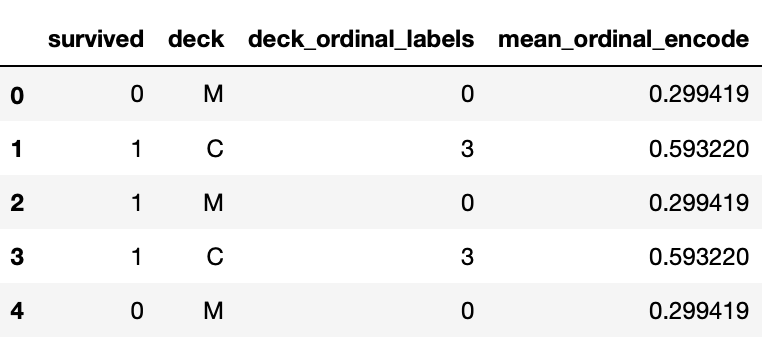 survived deck deck_ordinal_labels mean_ordinal_encode
0 0 M 0 0.299419
1 1 C 3 0.593220
2 1 M 0 0.299419
3 1 C 3 0.593220
4 0 M 0 0.299419